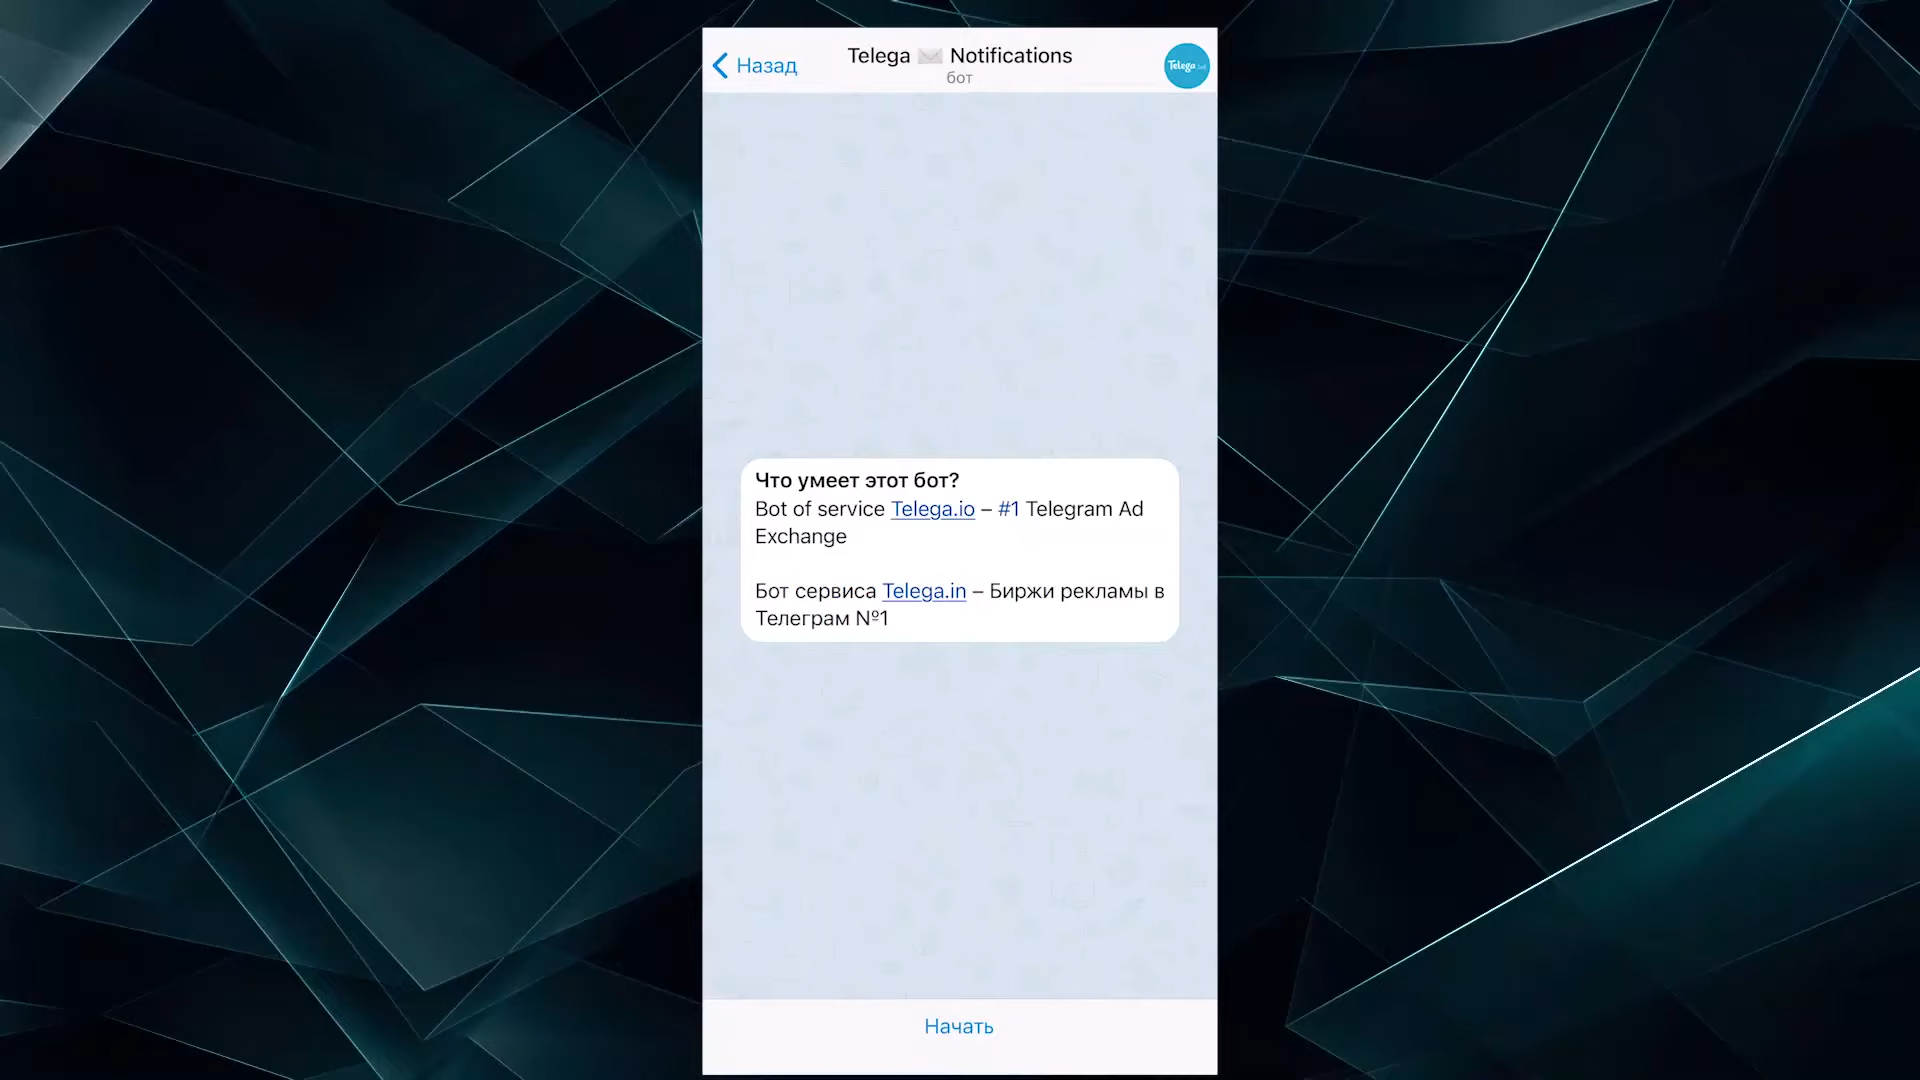 Назад
Telega ✉️ Notifications
бот
Telega
Что умеет этот бот?
Bot of service Telega.io – #1 Telegram Ad
Exchange
Бот сервиса Telega.in – Биржи рекламы в
Телеграм №1
Начать